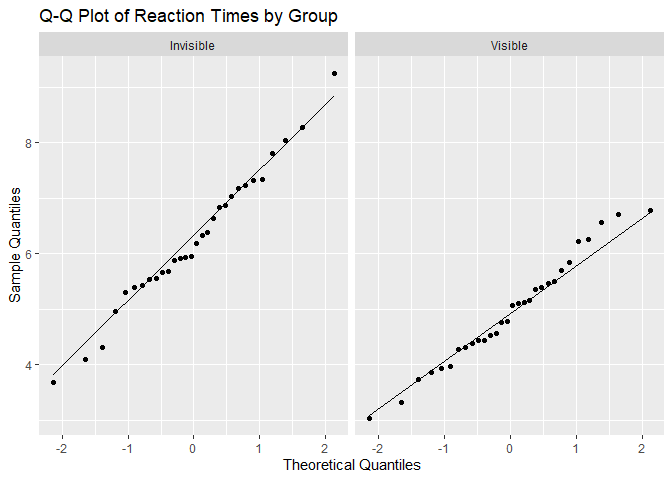 Q-Q Plot of Reaction Times by Group
Invisible
Visible
Sample Quantiles
8
6
4
-2
-1
0
1
2
-2
-1
0
1
2
Theoretical Quantiles